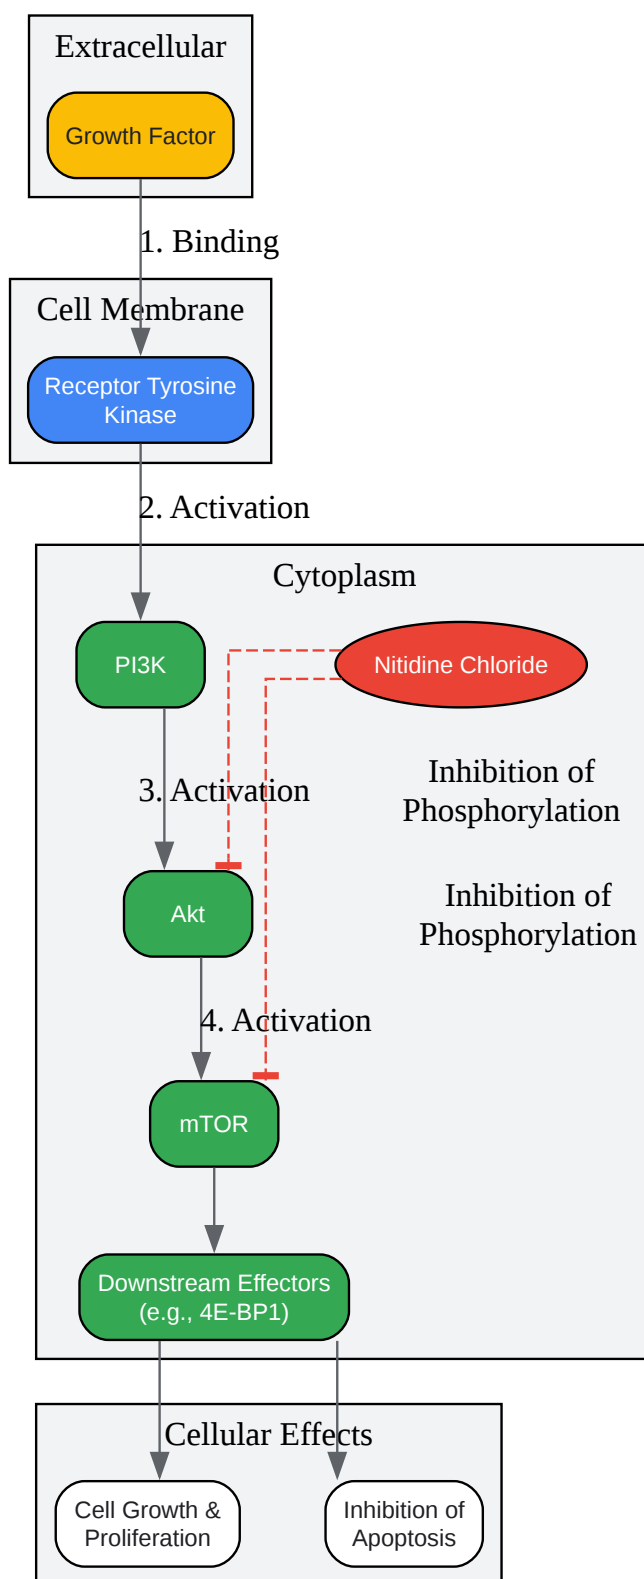 Extracellular
Growth Factor
1. Binding
Cell Membrane
Receptor Tyrosine
Kinase
2. Activation
Cytoplasm
PI3K
Nitidine Chloride
Inhibition of
Phosphorylation
3. Activation
Akt
Inhibition of
Phosphorylation
4. Activation
mTOR
Downstream Effectors
(e.g., 4E-BP1)
Cellular Effects
Cell Growth &
Proliferation
Inhibition of
Apoptosis